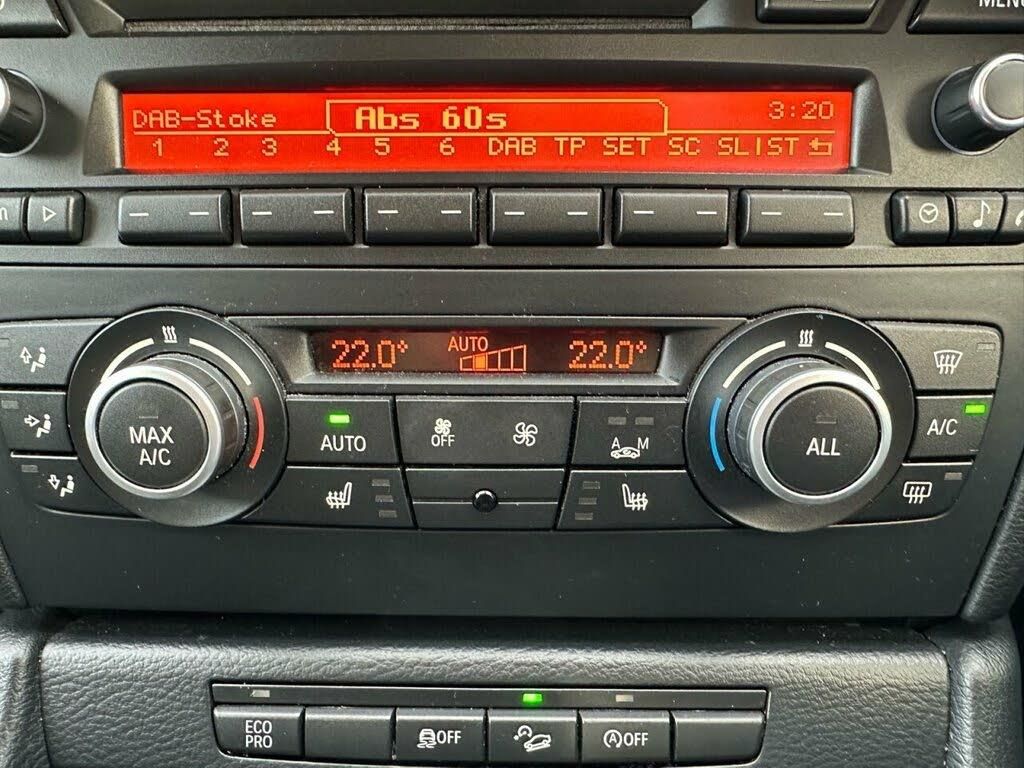 MENU
DAB-Stoke Abs 60s 3:20
1 2 3 4 5 6 DAB TP SET SC SLIST
22.0° AUTO 22.0°
MAX A/C
AUTO
OFF
A M
ALL
A/C
ECO PRO
OFF
A OFF